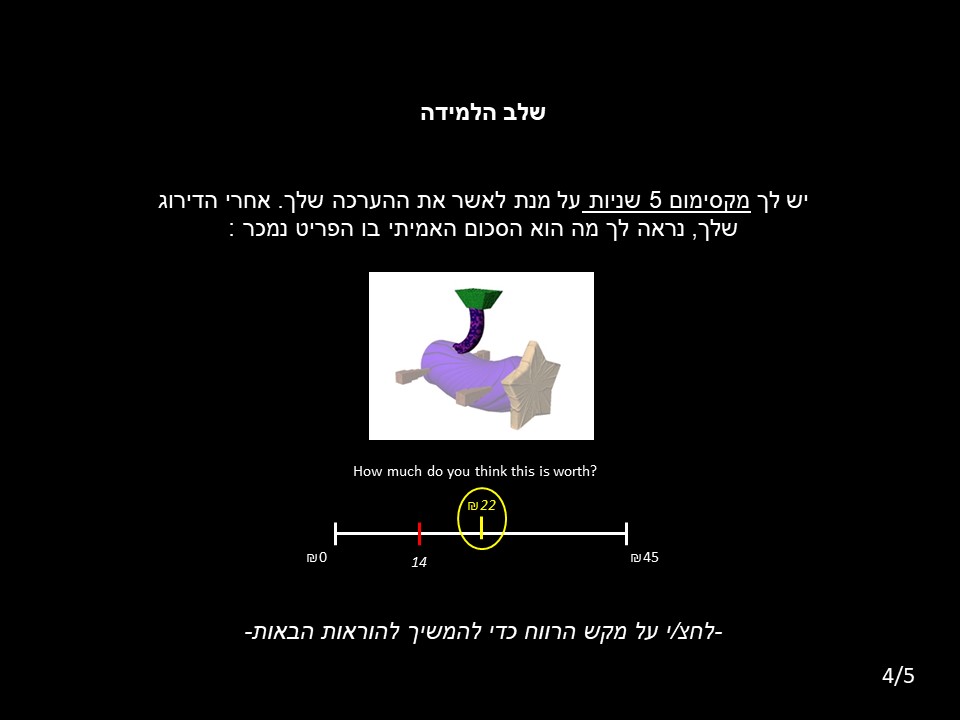 שלב הלמידה
יש לך מקסימום 5 שניות על מנת לאשר את ההערכה שלך. אחרי הדירוג
שלך, נראה לך מה הוא הסכום האמיתי בו הפריט נמכר :
How much do you think this is worth?
₪22
₪0
14
₪45
-לחצ/י על מקש הרווח כדי להמשיך להוראות הבאות-
4/5